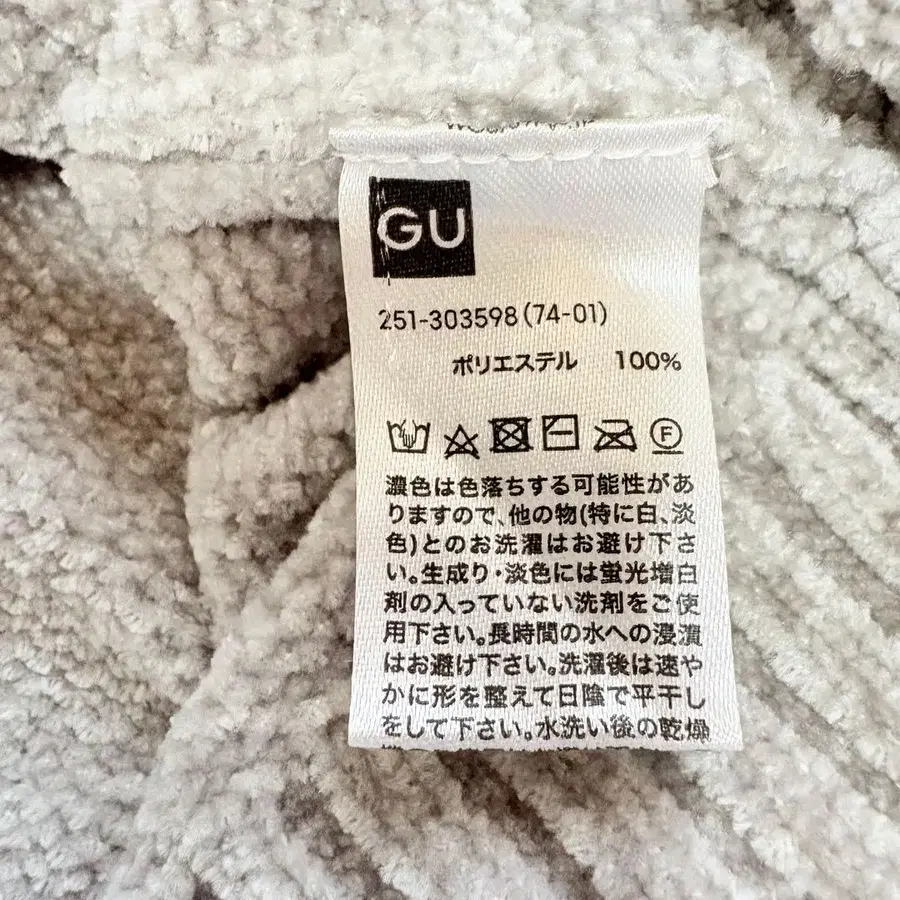 GU
251-303598(74-01)
ポリエステル 100%
F
濃色は色落ちする可能性があ
りますので、他の物(特に白、淡
色)とのお洗濯はお避け下さ
い。生成り・淡色には蛍光増白
剤の入っていない洗剤をご使
用下さい。長時間の水への浸漬
はお避け下さい。洗濯後は速や
かに形を整えて日陰で平干し
をして下さい。水洗い後の乾燥